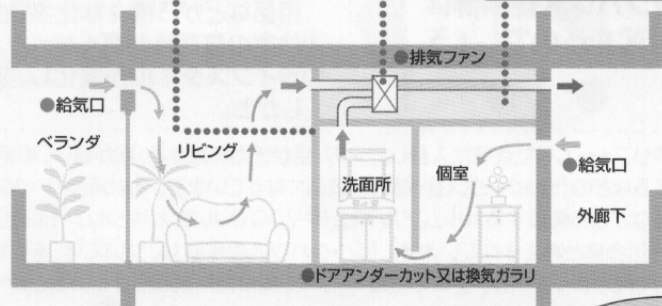 ●排気ファン
●給気口
ベランダ
リビング
洗面所
個室
●給気口
外廊下
●ドアアンダーカット又は換気ガラリ